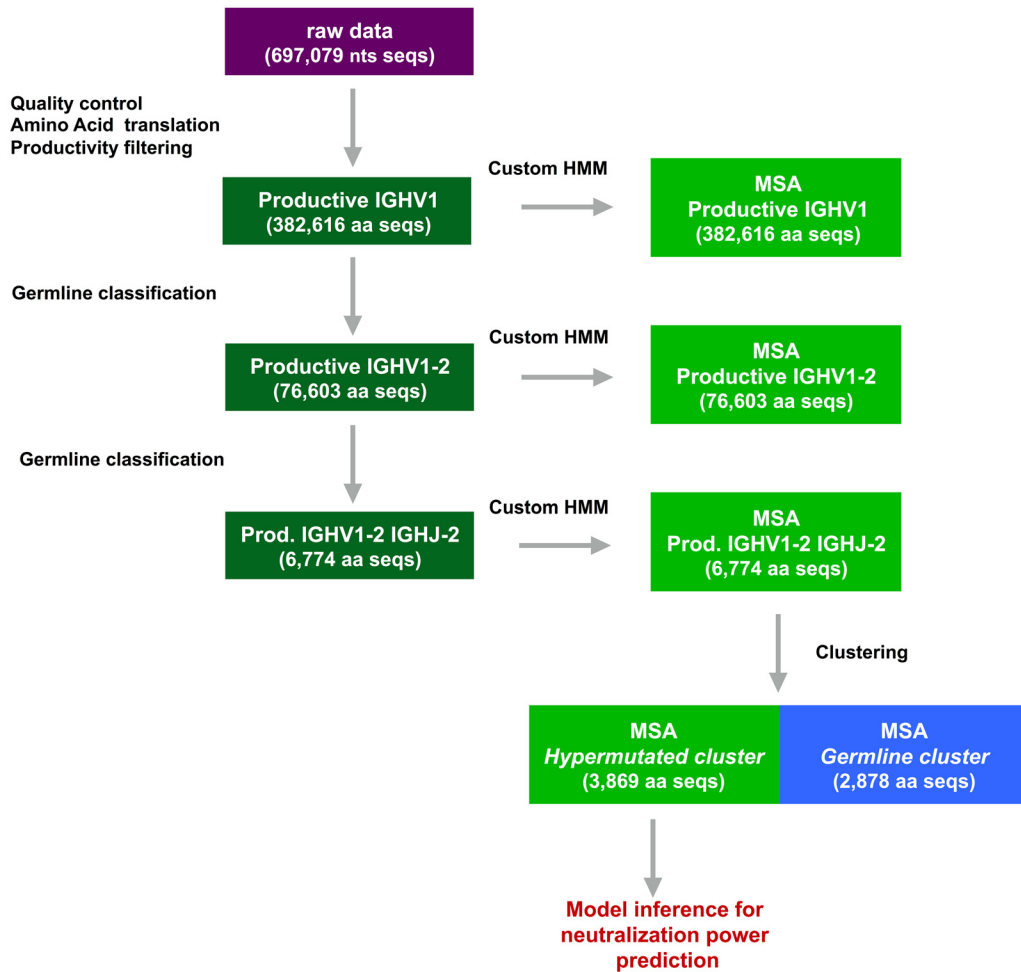 raw data
(697,079 nts seqs)
Quality control
Amino Acid translation
Productivity filtering
Productive IGHV1
(382,616 aa seqs)
Custom HMM
MSA
Productive IGHV1
(382,616 aa seqs)
Germline classification
Productive IGHV1-2
(76,603 aa seqs)
Custom HMM
MSA
Productive IGHV1-2
(76,603 aa seqs)
Germline classification
Prod. IGHV1-2 IGHJ-2
(6,774 aa seqs)
Custom HMM
MSA
Prod. IGHV1-2 IGHJ-2
(6,774 aa seqs)
Clustering
MSA
Hypermutated cluster
(3,869 aa seqs)
MSA
Germline cluster
(2,878 aa seqs)
Model inference for
neutralization power
prediction